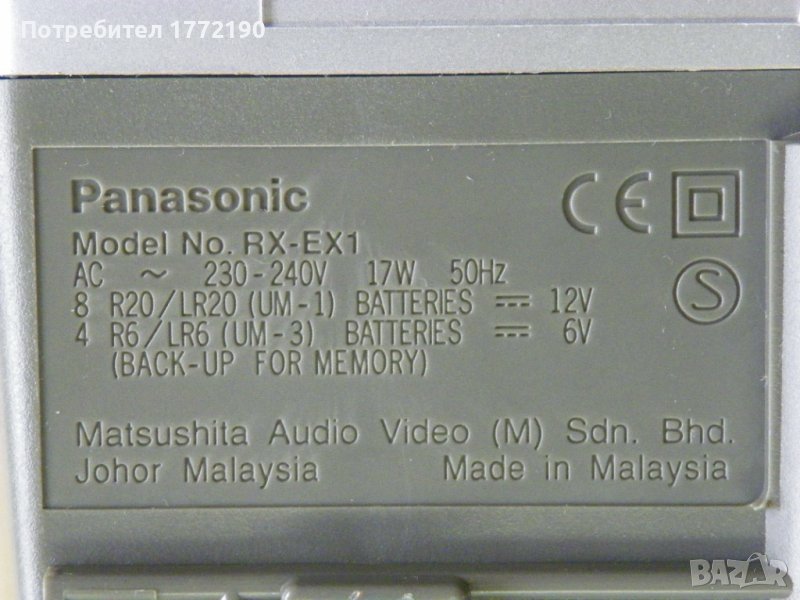 Потребител 1772190
Panasonic
Model No. RX-EX1
AC ~ 230-240V 17W 50Hz
8 R20/LR20 (UM-1) BATTERIES ⎓ 12V
4 R6/LR6 (UM-3) BATTERIES ⎓ 6V
(BACK-UP FOR MEMORY)
CE
S
Matsushita Audio Video (M) Sdn. Bhd.
Johor Malaysia Made in Malaysia
BAZAR